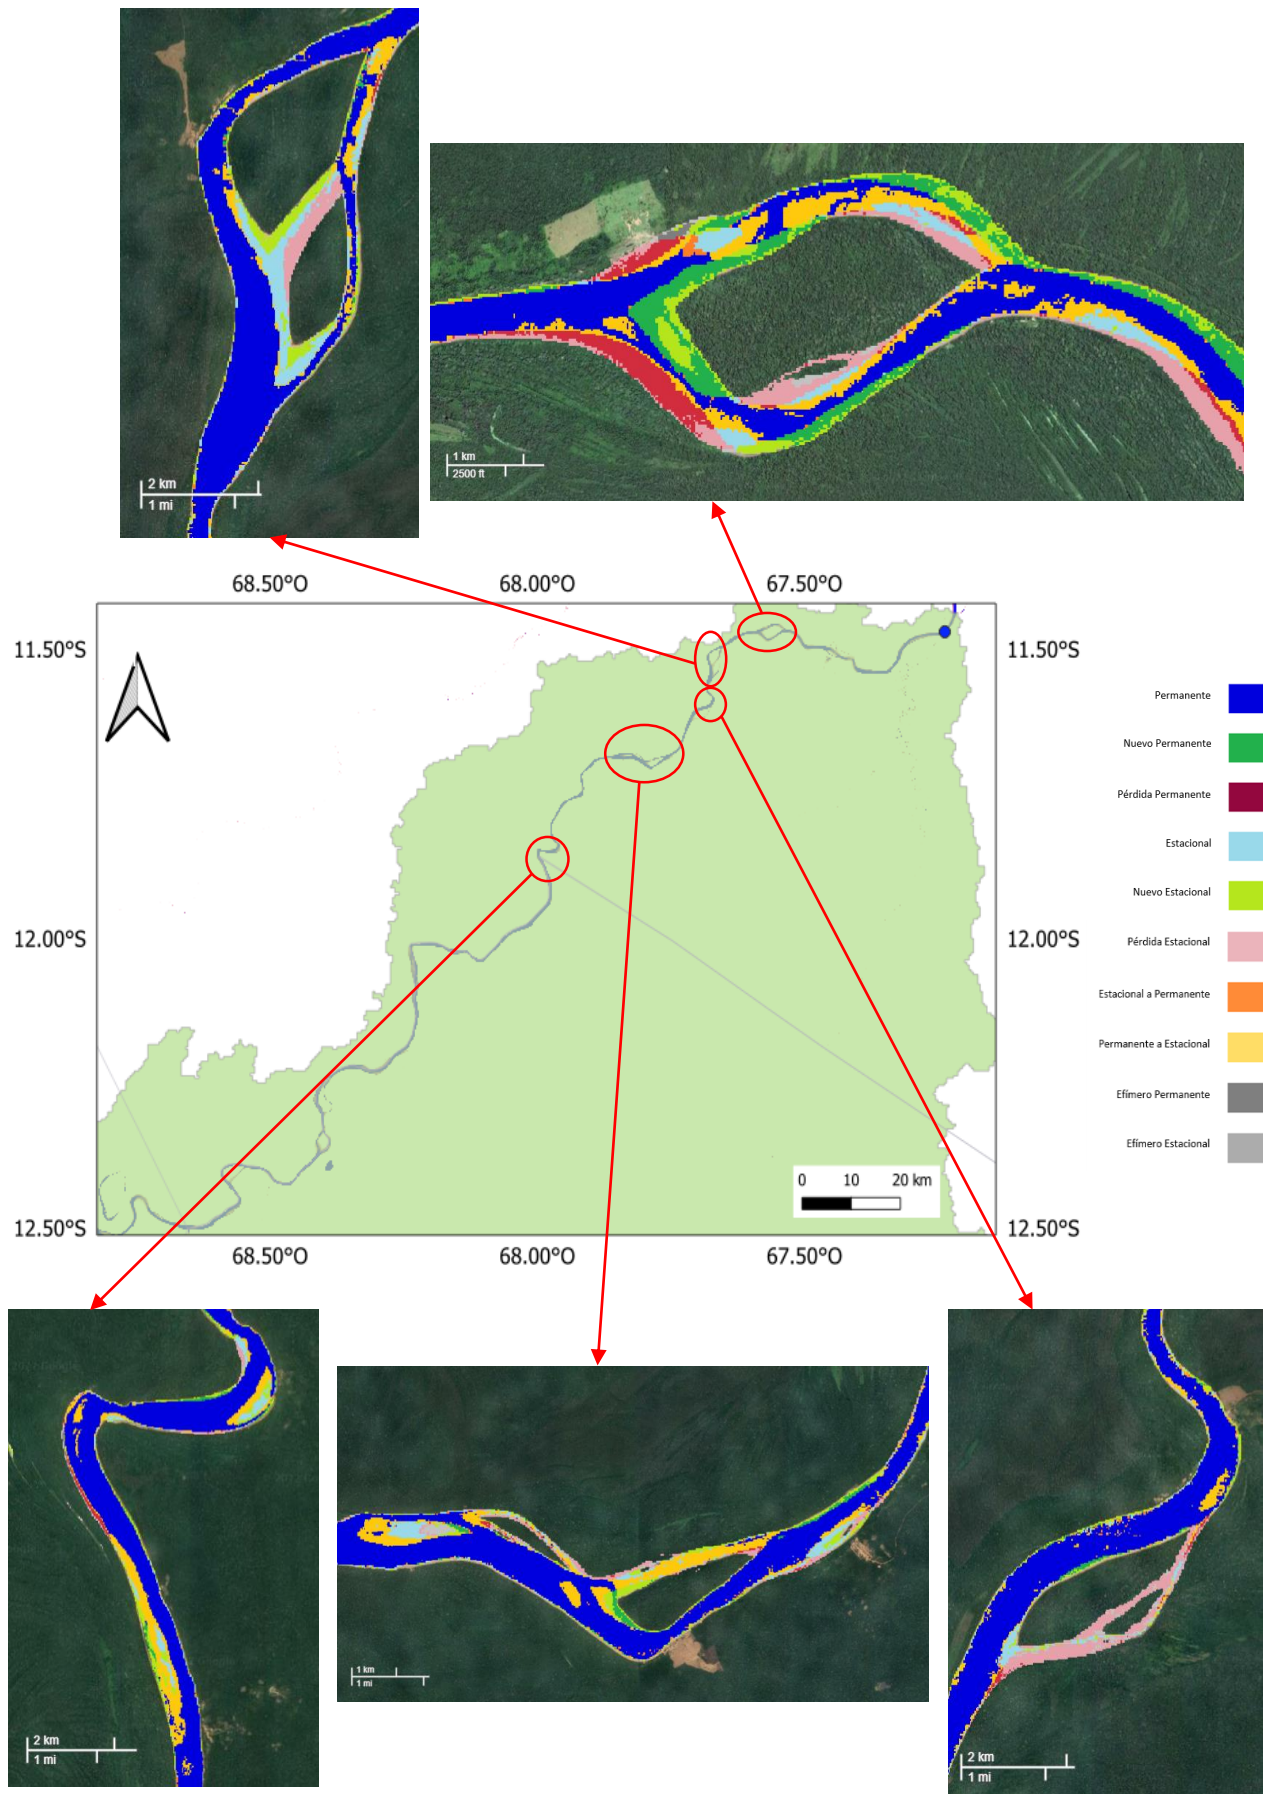 2 km
1 mi
1 km
2500 ft
68.50°O 68.00°O 67.50°O
11.50°S 11.50°S
Permanente
Nuevo Permanente
Pérdida Permanente
Estacional
Nuevo Estacional
12.00°S 12.00°S
Pérdida Estacional
Estacional a Permanente
Permanente a Estacional
Efímero Permanente
Efímero Estacional
0 10 20 km
12.50°S 12.50°S
68.50°O 68.00°O 67.50°O
2 km
1 mi
1 km
1 mi
2 km
1 mi